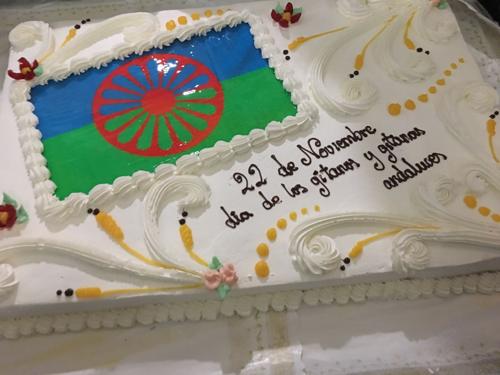 22 de Noviembre
día de los gitanos y gitanas
andaluces